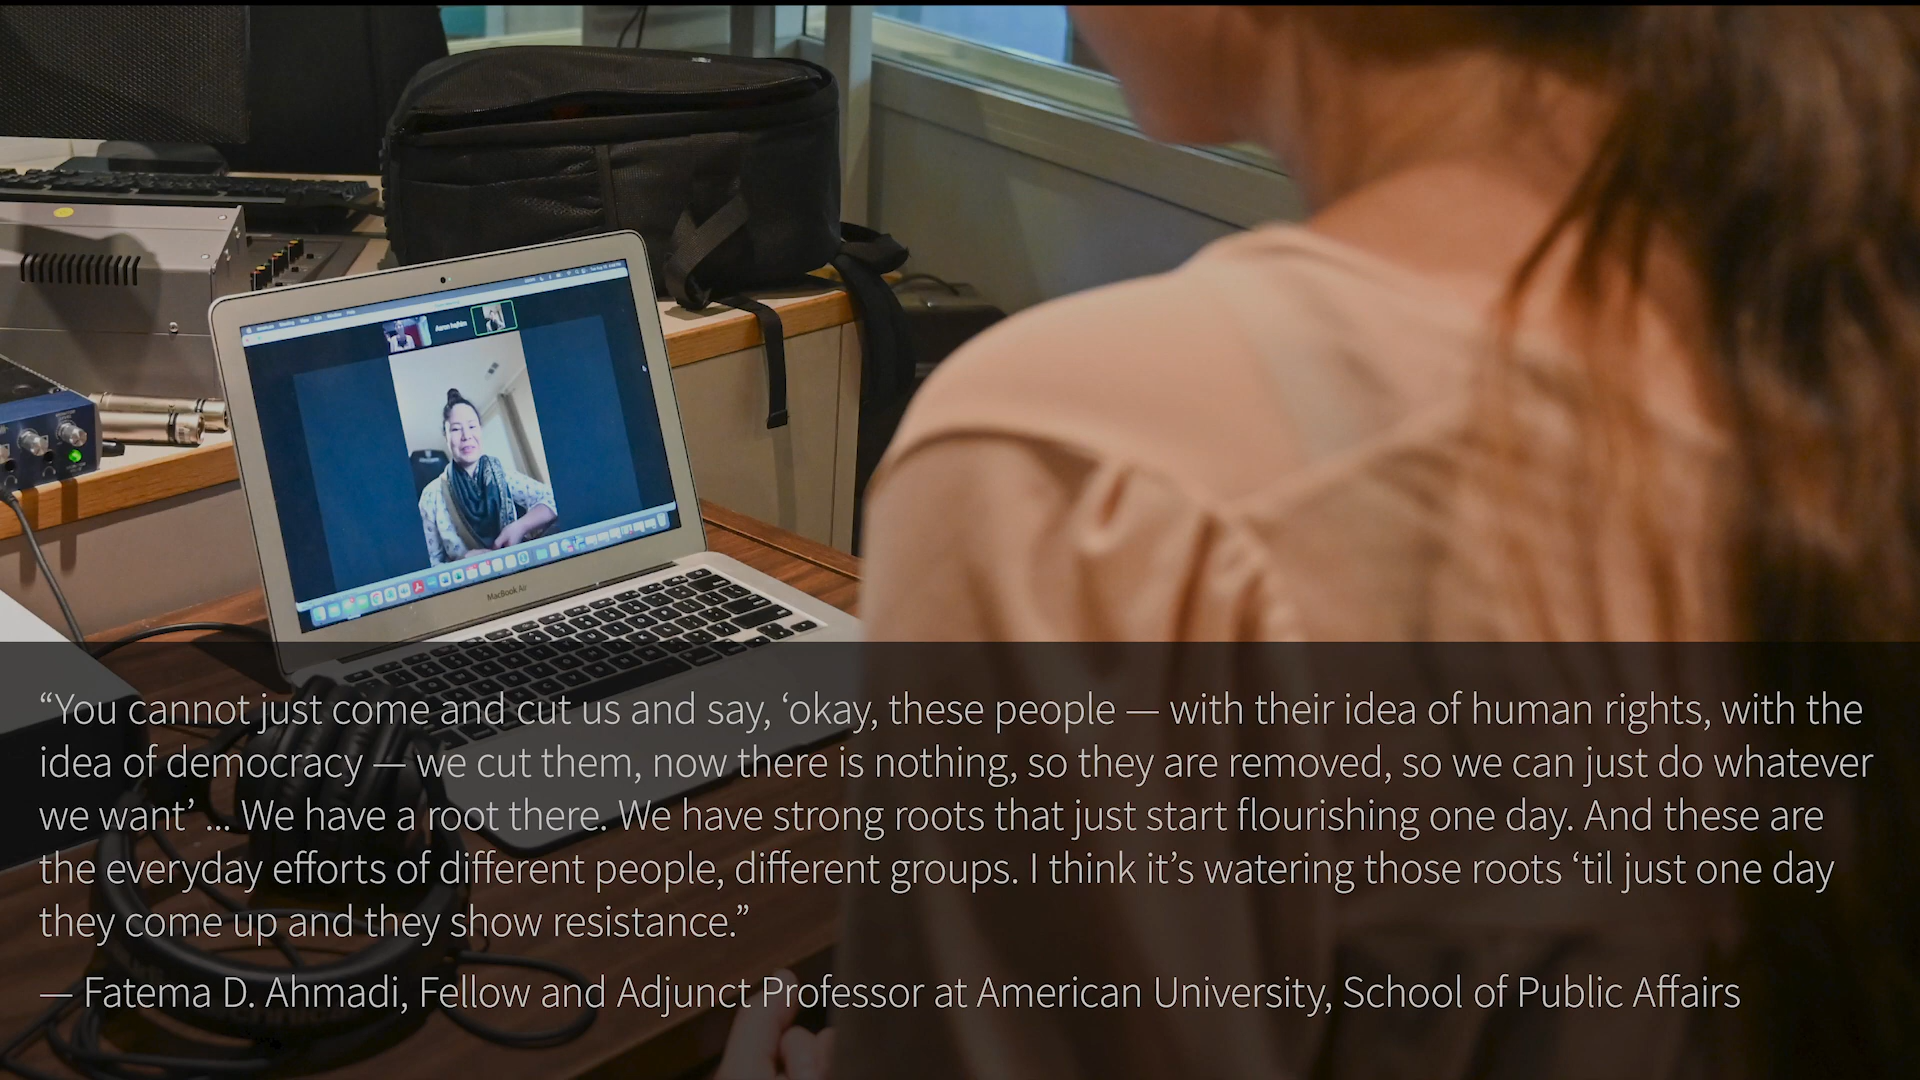 MacBook Air
“You cannot just come and cut us and say, ‘okay, these people — with their idea of human rights, with the
idea of democracy — we cut them, now there is nothing, so they are removed, so we can just do whatever
we want’ ... We have a root there. We have strong roots that just start flourishing one day. And these are
the everyday efforts of different people, different groups. I think it’s watering those roots ‘til just one day
they come up and they show resistance.”
— Fatema D. Ahmadi, Fellow and Adjunct Professor at American University, School of Public Affairs